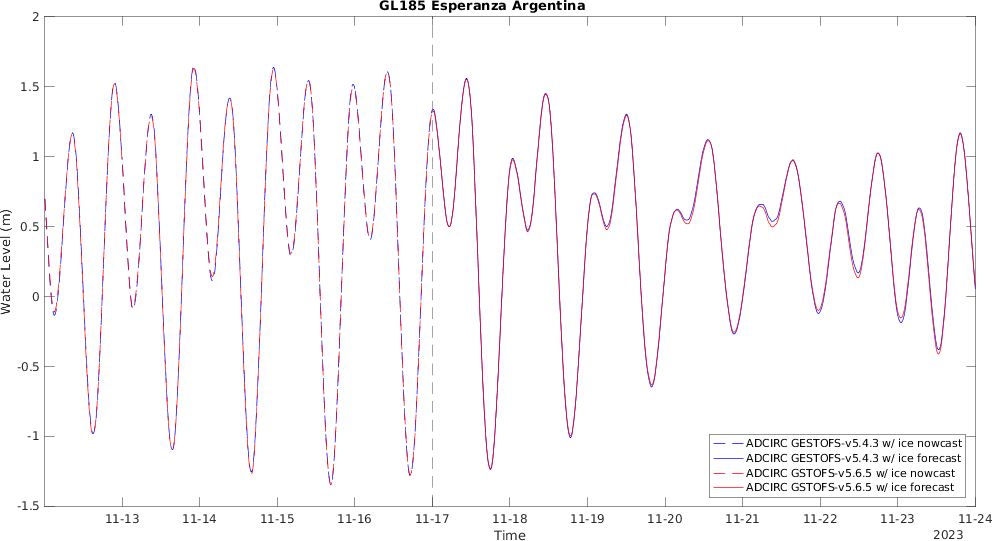 GL185 Esperanza Argentina
2
1.5
1
0.5
0
-0.5
-1
-1.5
Water Level (m)
ADCIRC GESTOFS-v5.4.3 w/ ice nowcast
ADCIRC GESTOFS-v5.4.3 w/ ice forecast
ADCIRC GSTOFS-v5.6.5 w/ ice nowcast
ADCIRC GSTOFS-v5.6.5 w/ ice forecast
11-13 11-14 11-15 11-16 11-17 11-18 11-19 11-20 11-21 11-22 11-23 11-24
Time
2023